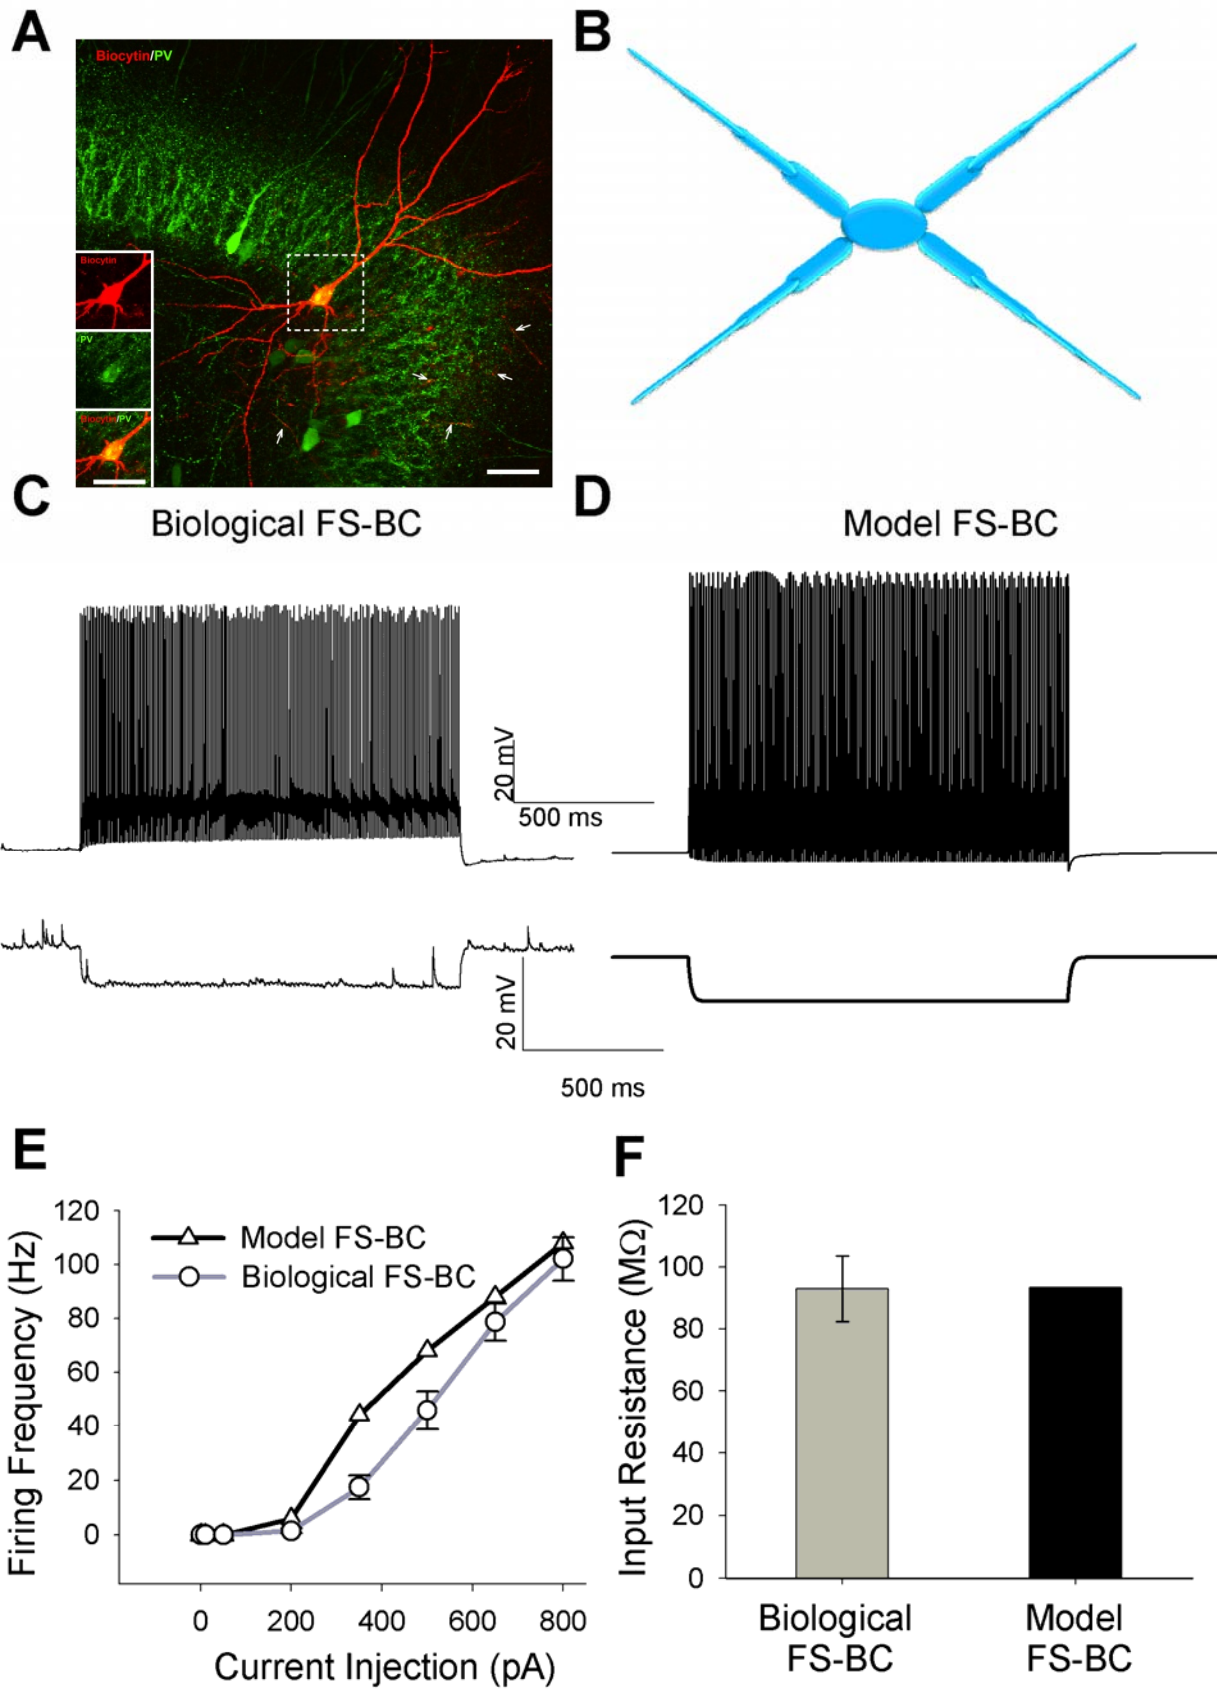 A
B
Biocytin/PV
Biocytin
PV
Biocytin/PV
C
D
Biological FS-BC
Model FS-BC
20 mV
500 ms
20 mV
500 ms
E
F
Firing Frequency (Hz)
120
100
80
60
40
20
0
Model FS-BC
Biological FS-BC
0
200
400
600
800
Current Injection (pA)
Input Resistance (MΩ)
120
100
80
60
40
20
0
Biological
FS-BC
Model
FS-BC